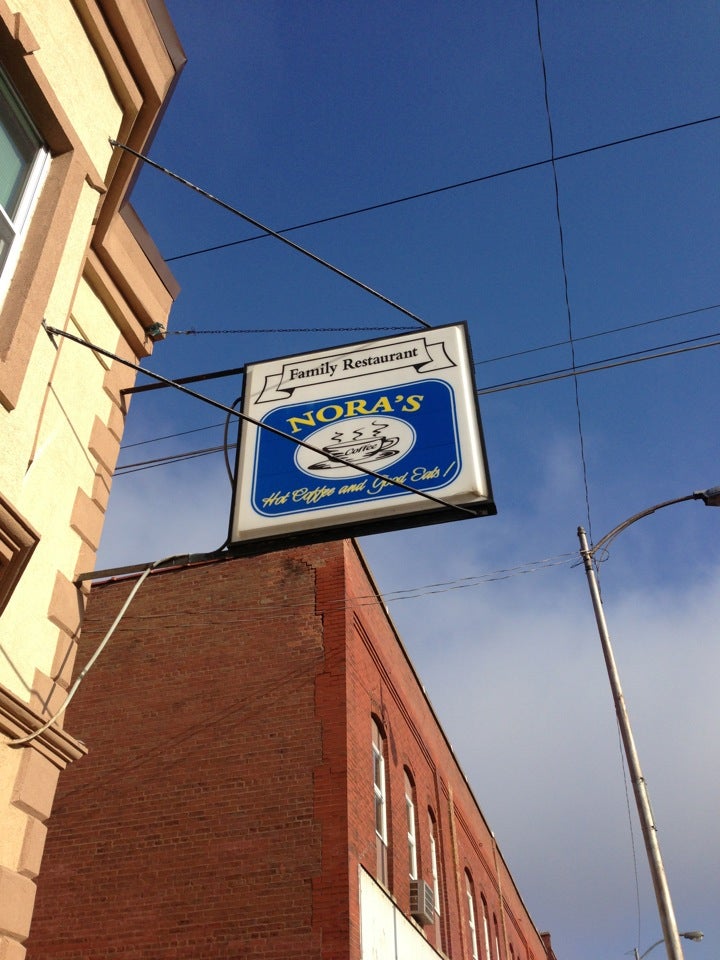 Family Restaurant
NORA'S
Coffee
Hot Coffee and Good Eats!